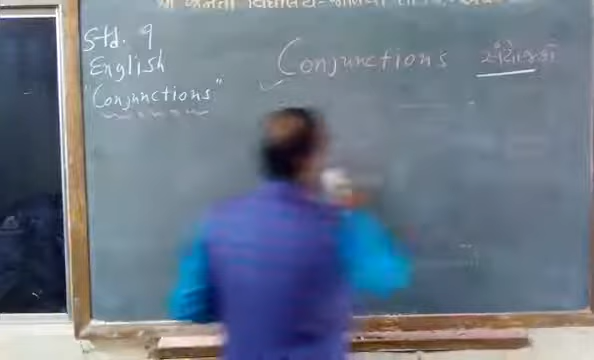 Std. 9
English
"Conjunctions"
Conjunctions સંયોજકો